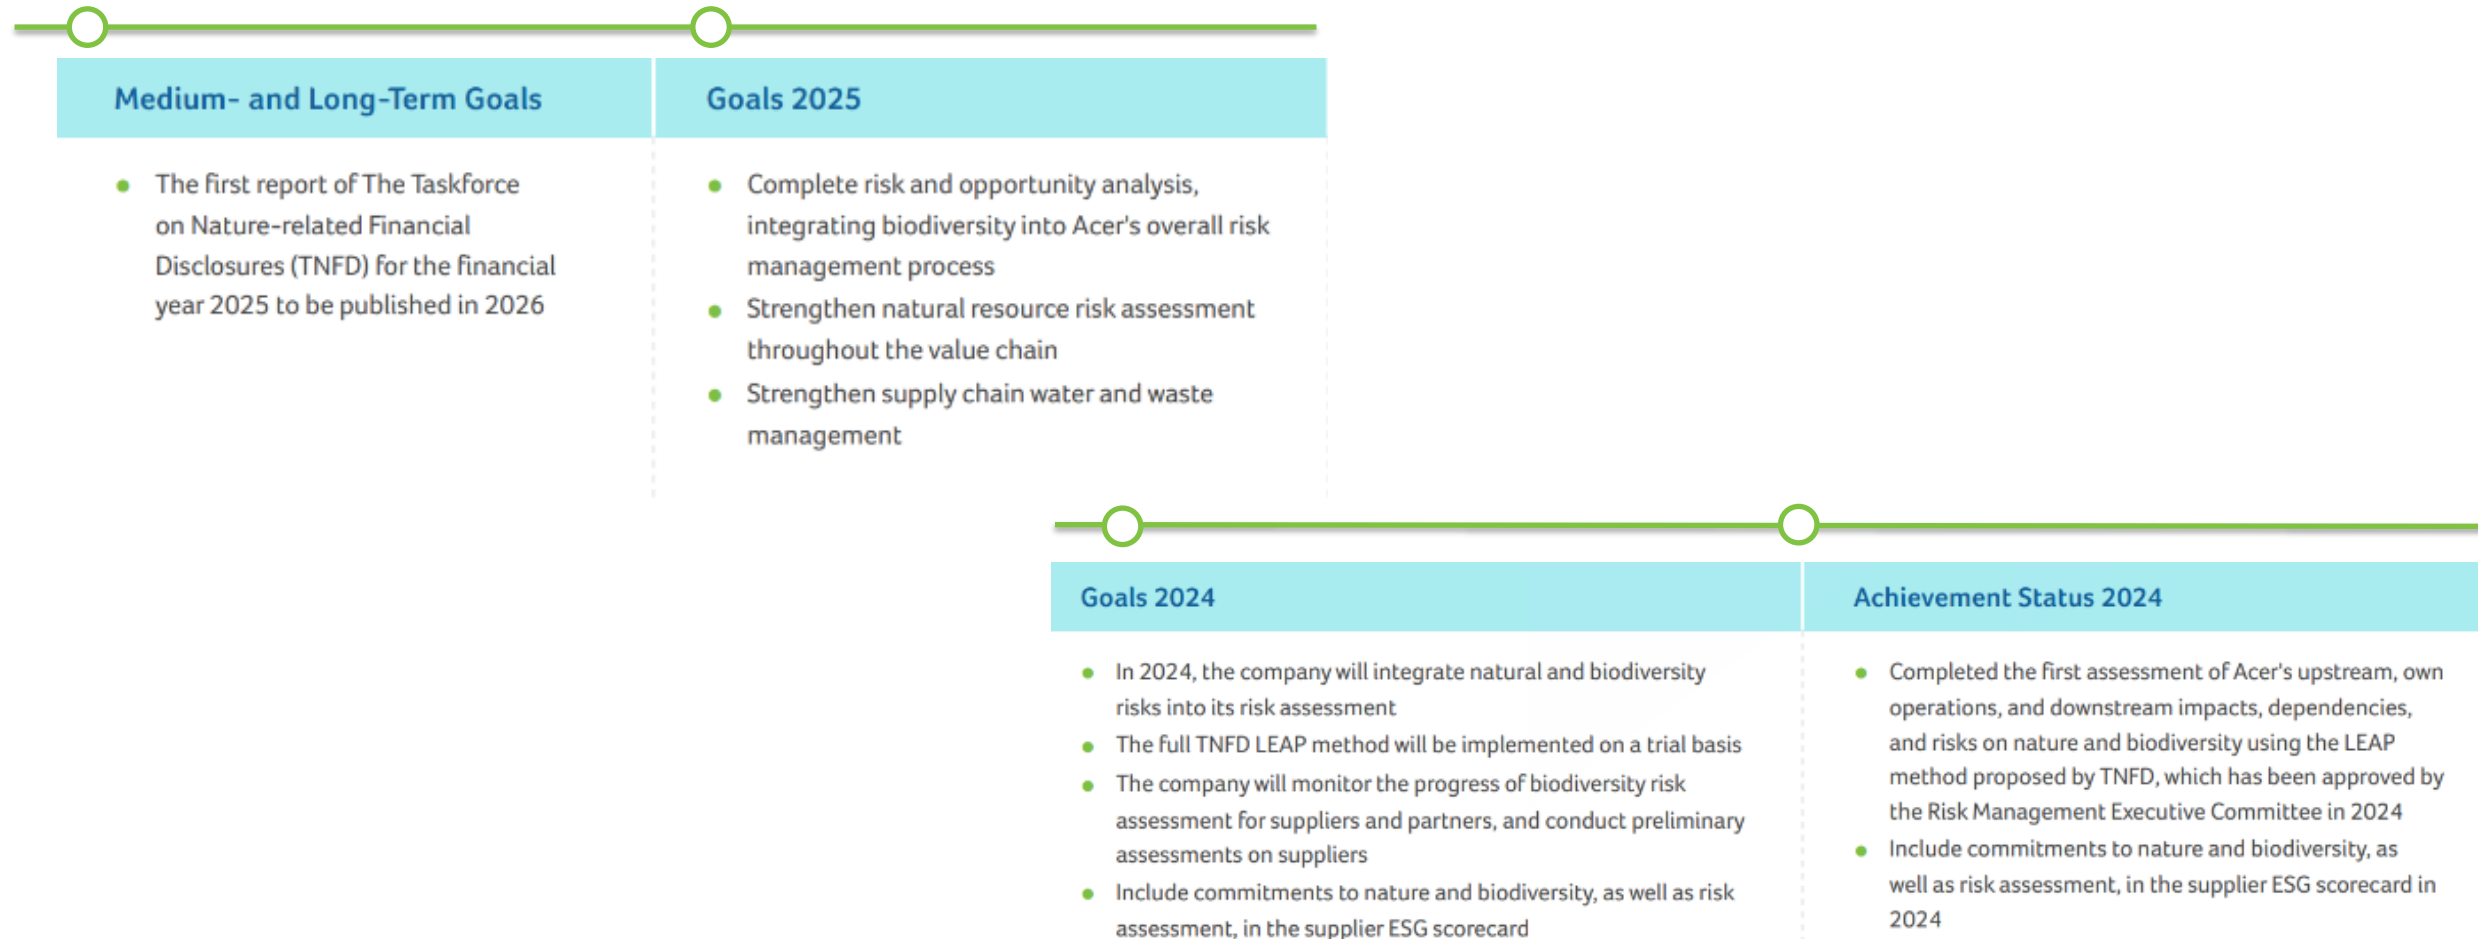 Medium- and Long-Term Goals
The first report of The Taskforce
on Nature-related Financial
Disclosures (TNFD) for the financial
year 2025 to be published in 2026
Goals 2025
Complete risk and opportunity analysis,
integrating biodiversity into Acer's overall risk
management process
Strengthen natural resource risk assessment
throughout the value chain
Strengthen supply chain water and waste
management
Goals 2024
In 2024, the company will integrate natural and biodiversity
risks into its risk assessment
The full TNFD LEAP method will be implemented on a trial basis
The company will monitor the progress of biodiversity risk
assessment for suppliers and partners, and conduct preliminary
assessments on suppliers
Include commitments to nature and biodiversity, as well as risk
assessment, in the supplier ESG scorecard
Achievement Status 2024
Completed the first assessment of Acer's upstream, own
operations, and downstream impacts, dependencies,
and risks on nature and biodiversity using the LEAP
method proposed by TNFD, which has been approved by
the Risk Management Executive Committee in 2024
Include commitments to nature and biodiversity, as
well as risk assessment, in the supplier ESG scorecard in
2024